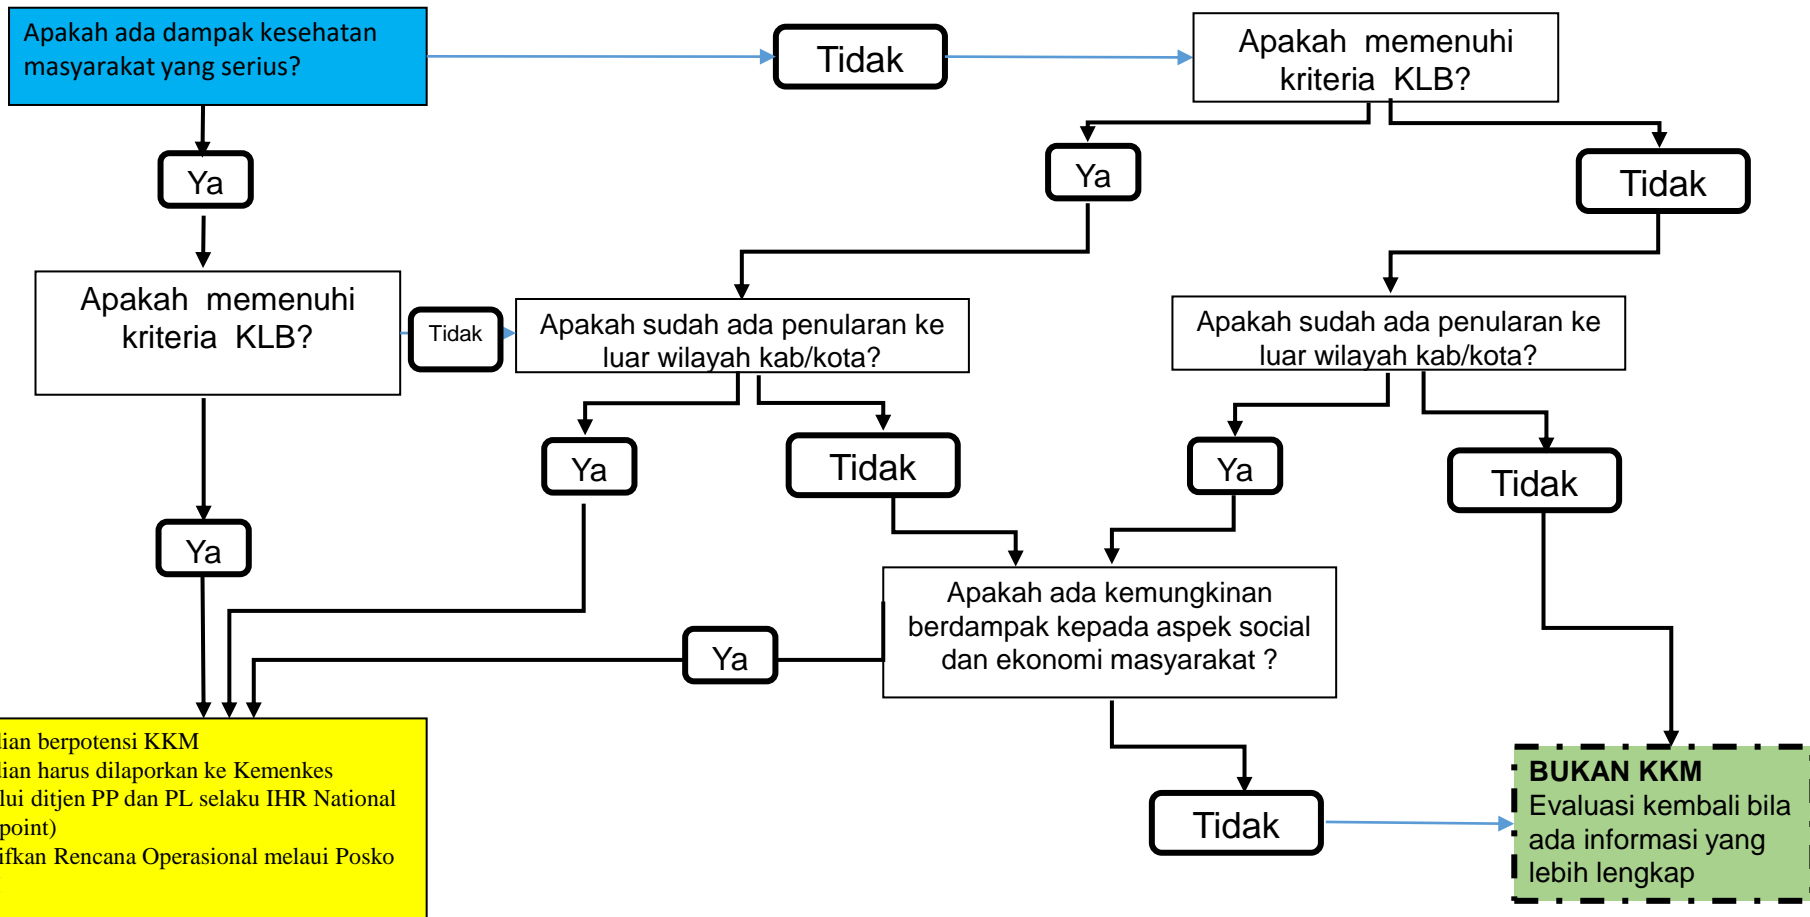 Apakah ada dampak kesehatan
masyarakat yang serius?
Tidak
Apakah memenuhi
kriteria KLB?
Ya
Ya
Tidak
Apakah memenuhi
kriteria KLB?
Tidak
Apakah sudah ada penularan ke
luar wilayah kab/kota?
Apakah sudah ada penularan ke
luar wilayah kab/kota?
Ya
Tidak
Ya
Tidak
Ya
Apakah ada kemungkinan
berdampak kepada aspek social
dan ekonomi masyarakat ?
Ya
dian berpotensi KKM
dian harus dilaporkan ke Kemenkes
lui ditjen PP dan PL selaku IHR National
point)
ifkan Rencana Operasional melaui Posko
Tidak
BUKAN KKM
Evaluasi kembali bila
ada informasi yang
lebih lengkap